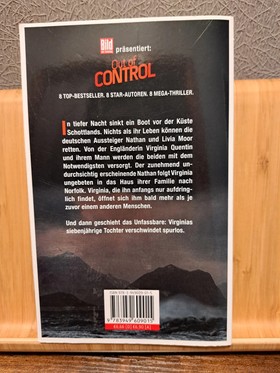 Bild
am SONNTAG
präsentiert:
Out of
CONTROL
8 TOP-BESTSELLER. 8 STAR-AUTOREN. 8 MEGA-THRILLER.
In tiefer Nacht sinkt ein Boot vor der Küste
Schottlands. Nichts als ihr Leben können die
deutschen Aussteiger Nathan und Livia Moor
retten. Von der Engländerin Virginia Quentin
und ihrem Mann werden die beiden mit dem
Notwendigsten versorgt. Der zunehmend un-
durchsichtig erscheinende Nathan folgt Virginia
ungebeten in das Haus ihrer Familie nach
Norfolk. Virginia, die ihn anfangs nur aufdring-
lich findet, öffnet sich ihm bald mehr als je
zuvor einem anderen Menschen.
Und dann geschieht das Unfassbare: Virginias
siebenjährige Tochter verschwindet spurlos.